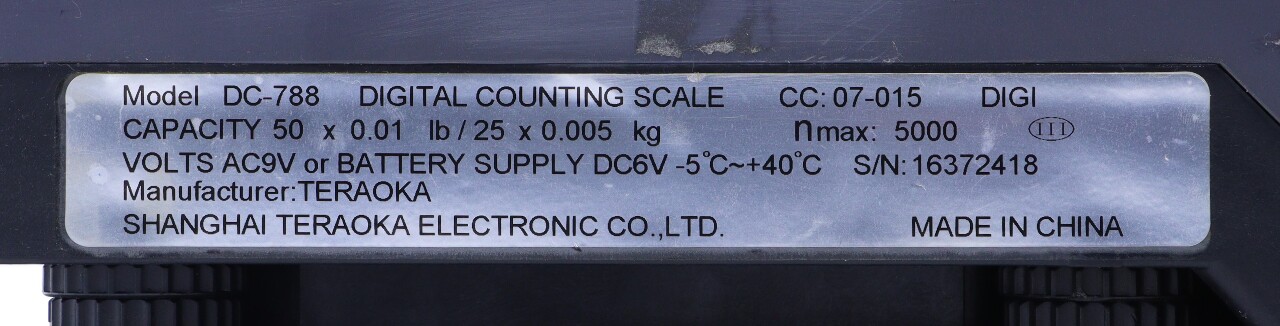 Model DC-788 DIGITAL COUNTING SCALE CC: 07-015 DIGI
CAPACITY 50 x 0.01 lb / 25 x 0.005 kg nmax: 5000 III
VOLTS AC9V or BATTERY SUPPLY DC6V -5°C~+40°C S/N: 16372418
Manufacturer:TERAOKA
SHANGHAI TERAOKA ELECTRONIC CO.,LTD. MADE IN CHINA